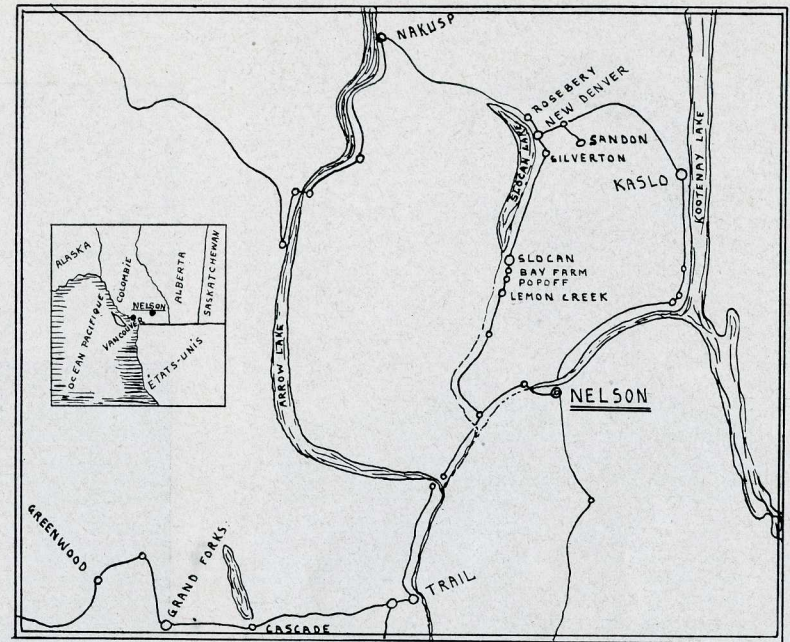 NAKUSP
ROSEBERY
NEW DENVER
SANDON
SILVERTON
SLOCAN LAKE
KASLO
KOOTENAY LAKE
SLOCAN
BAY FARM
POPOFF
LEMON CREEK
ALASKA
COLOMBIE
ALBERTA
SASKATCHEWAN
NELSON
VANCOUVER
OCEAN PACIFIQUE
ÉTATS-UNIS
ARROW LAKE
NELSON
GREENWOOD
GRAND FORKS
CASCADE
TRAIL